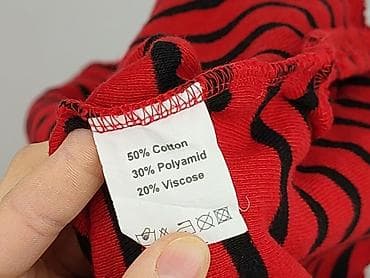 50% Cotton
30% Polyamid
20% Viscose